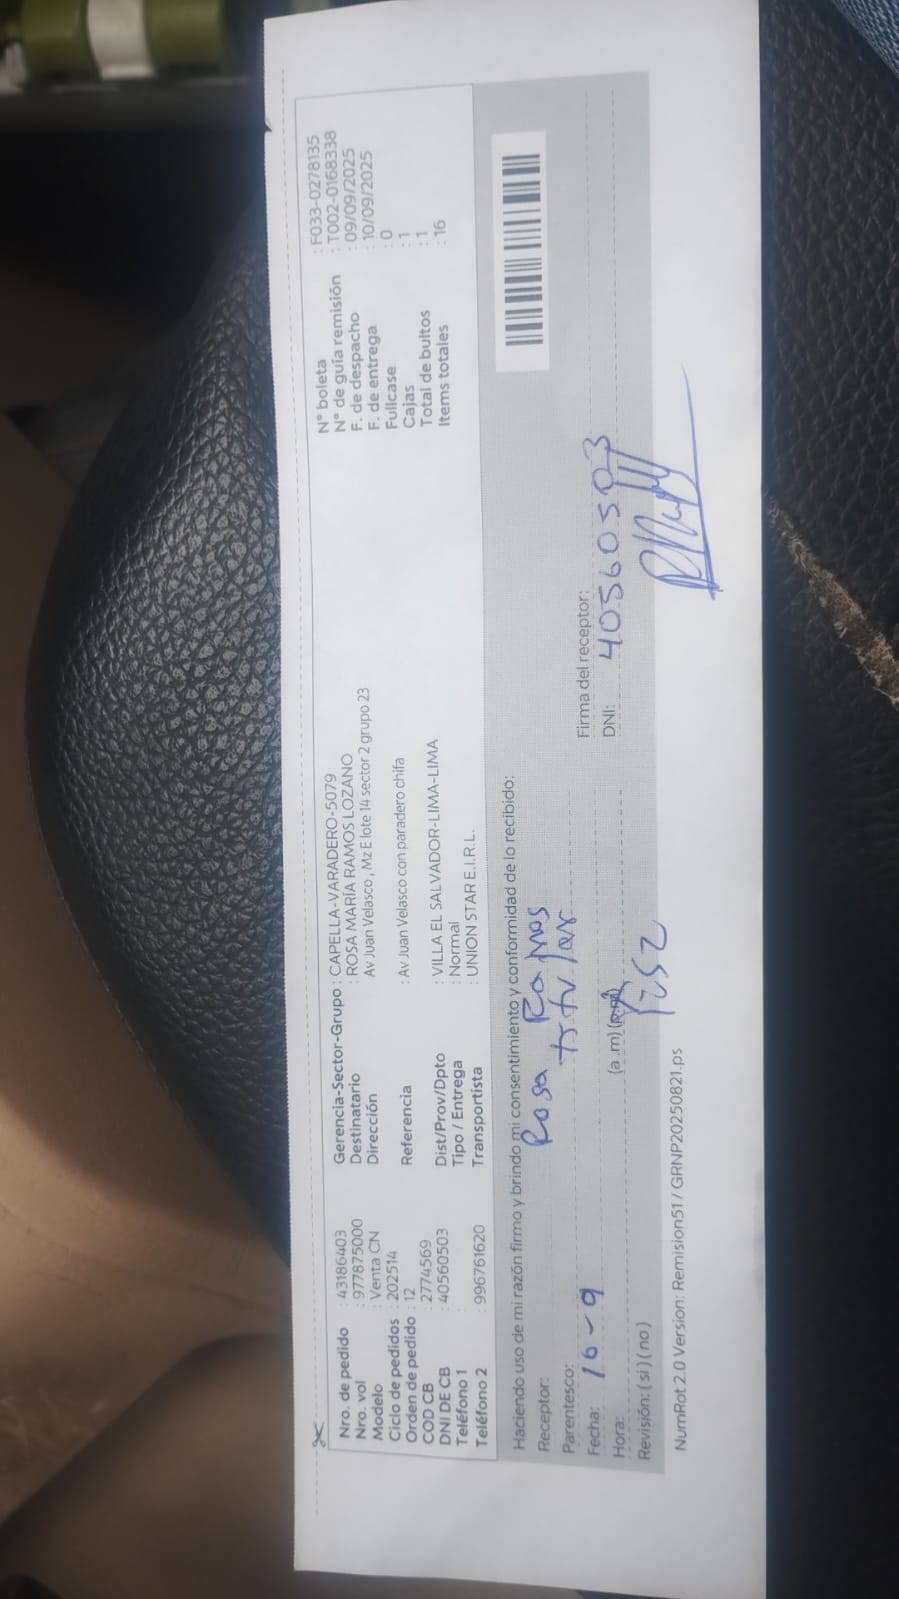 Nro. de pedido : 43186403
Nro. vol : 977875000
Modelo : Venta CN
Ciclo de pedidos : 202514
Orden de pedido : 12
COD CB : 2774569
DNI DE CB : 40560503
Teléfono 1 :
Teléfono 2 : 996761620
Gerencia-Sector-Grupo : CAPELLA-VARADERO-5079
Destinatario : ROSA MARÍA RAMOS LOZANO
Dirección Av Juan Velasco , Mz E lote 14 sector 2 grupo 23
Referencia : Av Juan Velasco con paradero chifa
Dist/Prov/Dpto : VILLA EL SALVADOR-LIMA-LIMA
Tipo / Entrega : Normal
Transportista : UNION STAR E.I.R.L.
N° boleta : F033-0278135
N° de guía remisión : T002-0168338
F. de despacho : 09/09/2025
F. de entrega : 10/09/2025
Fullcase : 0
Cajas : 1
Total de bultos : 1
Items totales : 16
Haciendo uso de mi razón firmo y brindo mi consentimiento y conformidad de lo recibido:
Receptor: Rosa Ramos
Parentesco: titular
Firma del receptor:
Fecha: 16-9
DNI: 40560503
Hora: (a.m) (p.m)
Revisión: ( si ) ( no )
NumRot 2.0 Version: Remision51 / GRNP20250821.ps